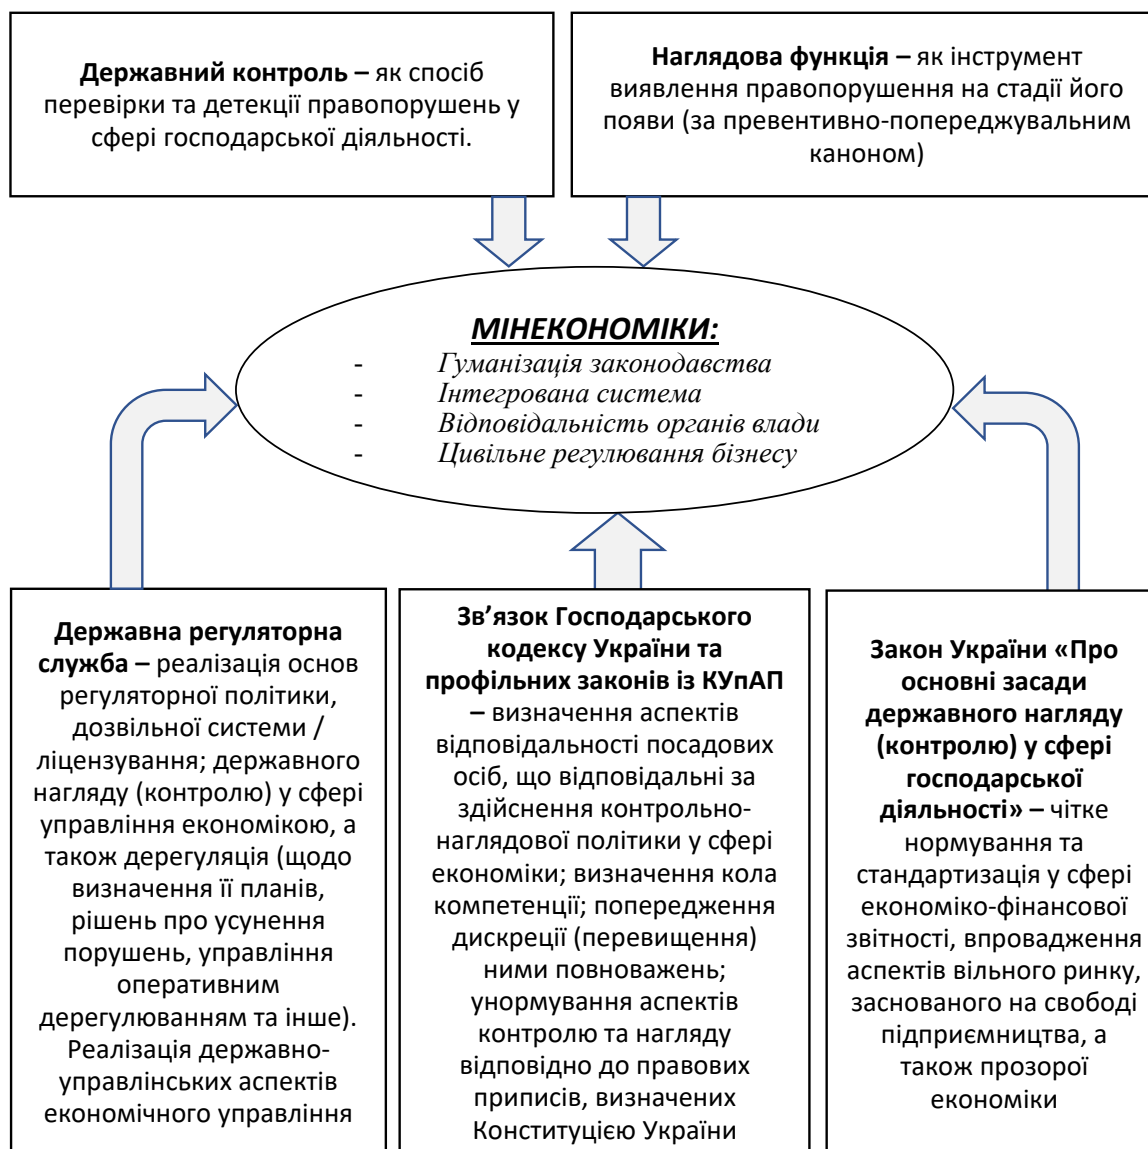 Державний контроль – як спосіб
перевірки та детекції правопорушень у
сфері господарської діяльності.
Наглядова функція – як інструмент
виявлення правопорушення на стадії його
появи (за превентивно-попереджувальним
каноном)
МІНЕКОНОМІКИ:
- Гуманізація законодавства
- Інтегрована система
- Відповідальність органів влади
- Цивільне регулювання бізнесу
Державна регуляторна
служба – реалізація основ
регуляторної політики,
дозвільної системи /
ліцензування; державного
нагляду (контролю) у сфері
управління економікою, а
також дерегуляція (щодо
визначення її планів,
рішень про усунення
порушень, управління
оперативним
дерегулюванням та інше).
Реалізація державно-
управлінських аспектів
економічного управління
Зв’язок Господарського
кодексу України та
профільних законів із КУпАП
– визначення аспектів
відповідальності посадових
осіб, що відповідальні за
здійснення контрольно-
наглядової політики у сфері
економіки; визначення кола
компетенції; попередження
дискреції (перевищення)
ними повноважень;
унормування аспектів
контролю та нагляду
відповідно до правових
приписів, визначених
Конституцією України
Закон України «Про
основні засади
державного нагляду
(контролю) у сфері
господарської
діяльності» – чітке
нормування та
стандартизація у сфері
економіко-фінансової
звітності, впровадження
аспектів вільного ринку,
заснованого на свободі
підприємництва, а
також прозорої
економіки